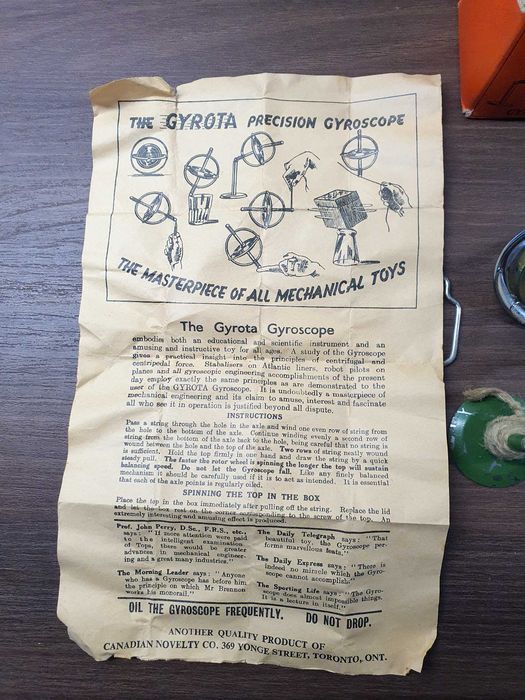 THE GYROTA PRECISION GYROSCOPE
THE MASTERPIECE OF ALL MECHANICAL TOYS
The Gyrota Gyroscope
embodies both an educational and scientific instrument and an
amusing and instructive toy for all ages. A study of the Gyroscope
gives a practical insight into the principles of centrifugal and
centripedal force. Stabalisers on Atlantic liners, robot pilots on
planes and all gyroscopic engineering accomplishments of the present
day employ exactly the same principles as are demonstrated to the
user of the GYROTA Gyroscope. It is undoubtedly a masterpiece of
mechanical engineering and its claim to amuse, interest and fascinate
all who see it in operation is justified beyond all dispute.
INSTRUCTIONS
Pass a string through the hole in the axle and wind one even row of string from
the hole to the bottom of the axle. Continue winding evenly a second row of
string from the bottom of the axle back to the hole, being careful that no string is
wound between the hole and the top of the axle. Two rows of string neatly wound
is sufficient. Hold the top firmly in one hand and draw the string by a quick
steady pull. The faster the rotor wheel is spinning the longer the top will sustain
balancing speed. Do not let the Gyroscope fall. Like any finely balanced
mechanism it should be carefully used if it is to act as intended. It is essential
that each of the axle points is regularly oiled.
SPINNING THE TOP IN THE BOX
Place the top in the box immediately after pulling off the string. Replace the lid
and let the box rest on the corner corresponding to the screw of the top. An
extremely interesting and amusing effect is produced.
Prof. John Perry, D.Sc., F.R.S., etc.,
says: "If more attention were paid
to the intelligent examination
of Tops, there would be greater
advances in mechanical engineer-
ing and a great many industries."
The Morning Leader says: "Anyone
who has a Gyroscope has before him
the principle on which Mr Brennon
works his monorail."
The Daily Telegraph says: "That
beautiful toy, the Gyroscope per-
forms marvellous feats."
The Daily Express says: "There is
indeed no miracle which the Gyro-
scope cannot accomplish."
The Sporting Life says: "The Gyro-
scope does almost impossible things.
It is a lecture in itself."
OIL THE GYROSCOPE FREQUENTLY. DO NOT DROP.
ANOTHER QUALITY PRODUCT OF
CANADIAN NOVELTY CO. 369 YONGE STREET, TORONTO, ONT.